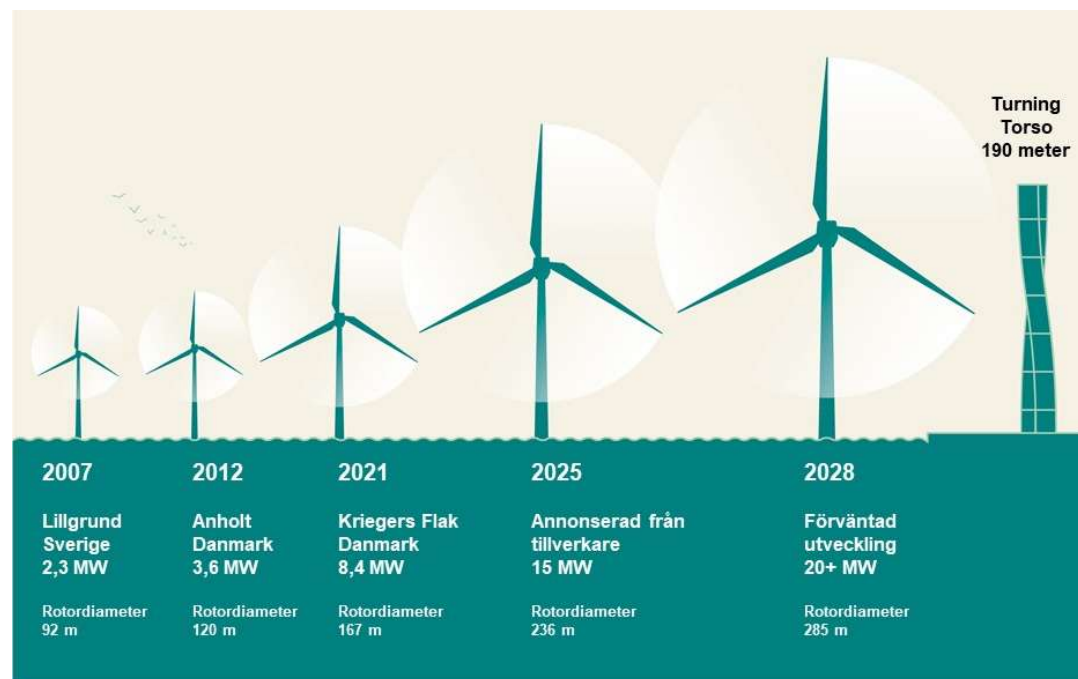 Turning
Torso
190 meter
2007
Lillgrund
Sverige
2,3 MW
Rotordiameter
92 m
2012
Anholt
Danmark
3,6 MW
Rotordiameter
120 m
2021
Kriegers Flak
Danmark
8,4 MW
Rotordiameter
167 m
2025
Annonserad från
tillverkare
15 MW
Rotordiameter
236 m
2028
Förväntad
utveckling
20+ MW
Rotordiameter
285 m